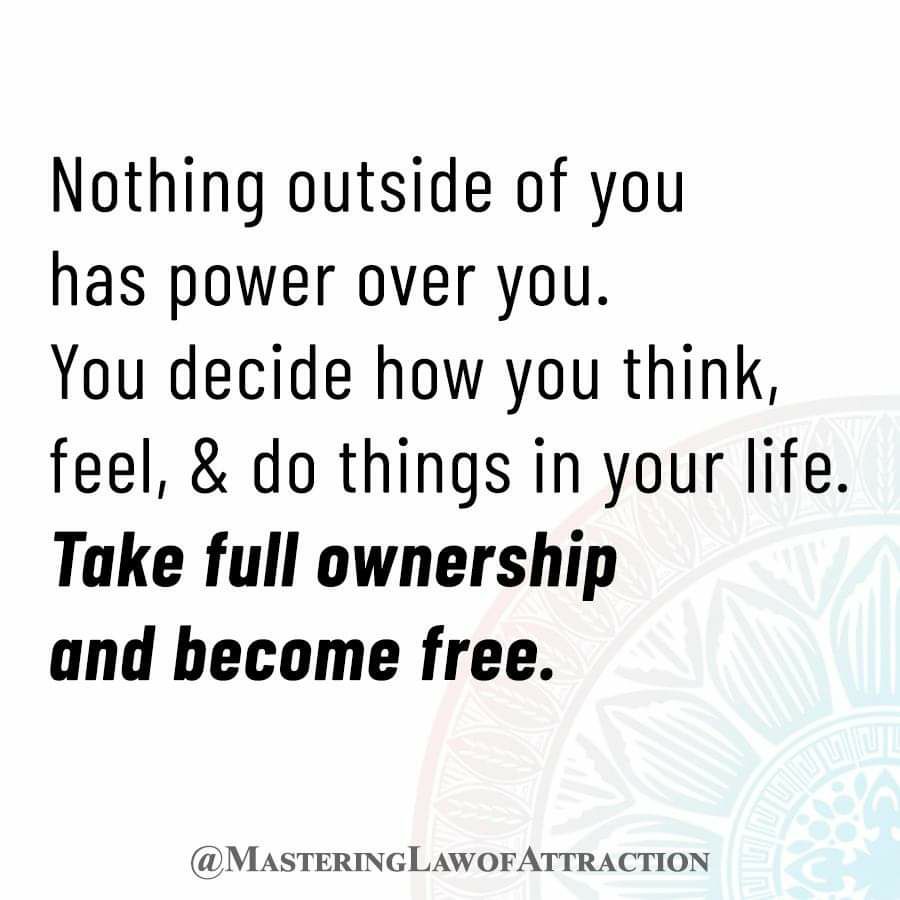 Nothing outside of you
has power over you.
You decide how you think,
feel, & do things in your life.
Take full ownership
and become free.
@MasteringLawofAttraction